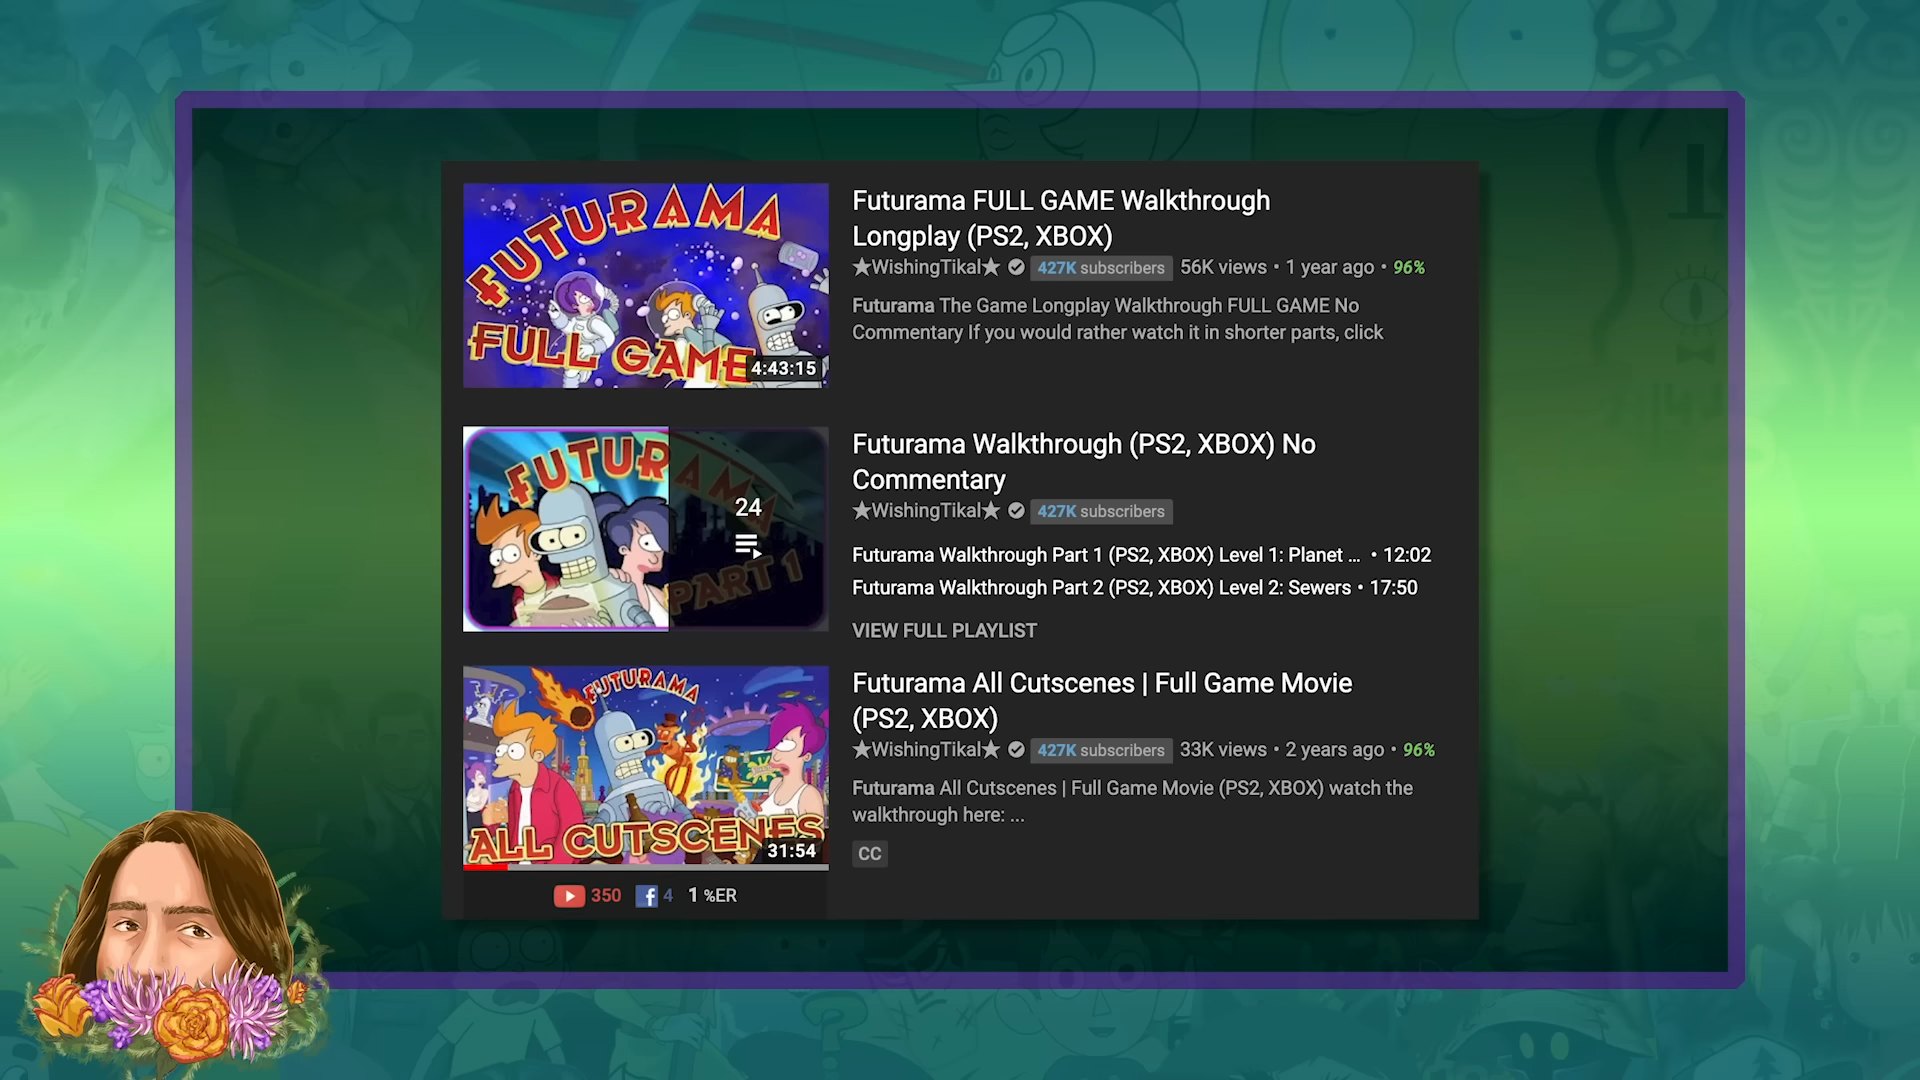 FUTURAMA
FULL GAME
4:43:15
Futurama FULL GAME Walkthrough
Longplay (PS2, XBOX)
★WishingTikal★ 427K subscribers 56K views • 1 year ago • 96%
Futurama The Game Longplay Walkthrough FULL GAME No
Commentary If you would rather watch it in shorter parts, click
FUTURAMA
24
PART 1
Futurama Walkthrough (PS2, XBOX) No
Commentary
★WishingTikal★ 427K subscribers
Futurama Walkthrough Part 1 (PS2, XBOX) Level 1: Planet ... • 12:02
Futurama Walkthrough Part 2 (PS2, XBOX) Level 2: Sewers • 17:50
VIEW FULL PLAYLIST
FUTURAMA
ALL CUTSCENES
31:54
Futurama All Cutscenes | Full Game Movie
(PS2, XBOX)
★WishingTikal★ 427K subscribers 33K views • 2 years ago • 96%
Futurama All Cutscenes | Full Game Movie (PS2, XBOX) watch the
walkthrough here: ...
CC
350 f 4 1 %ER